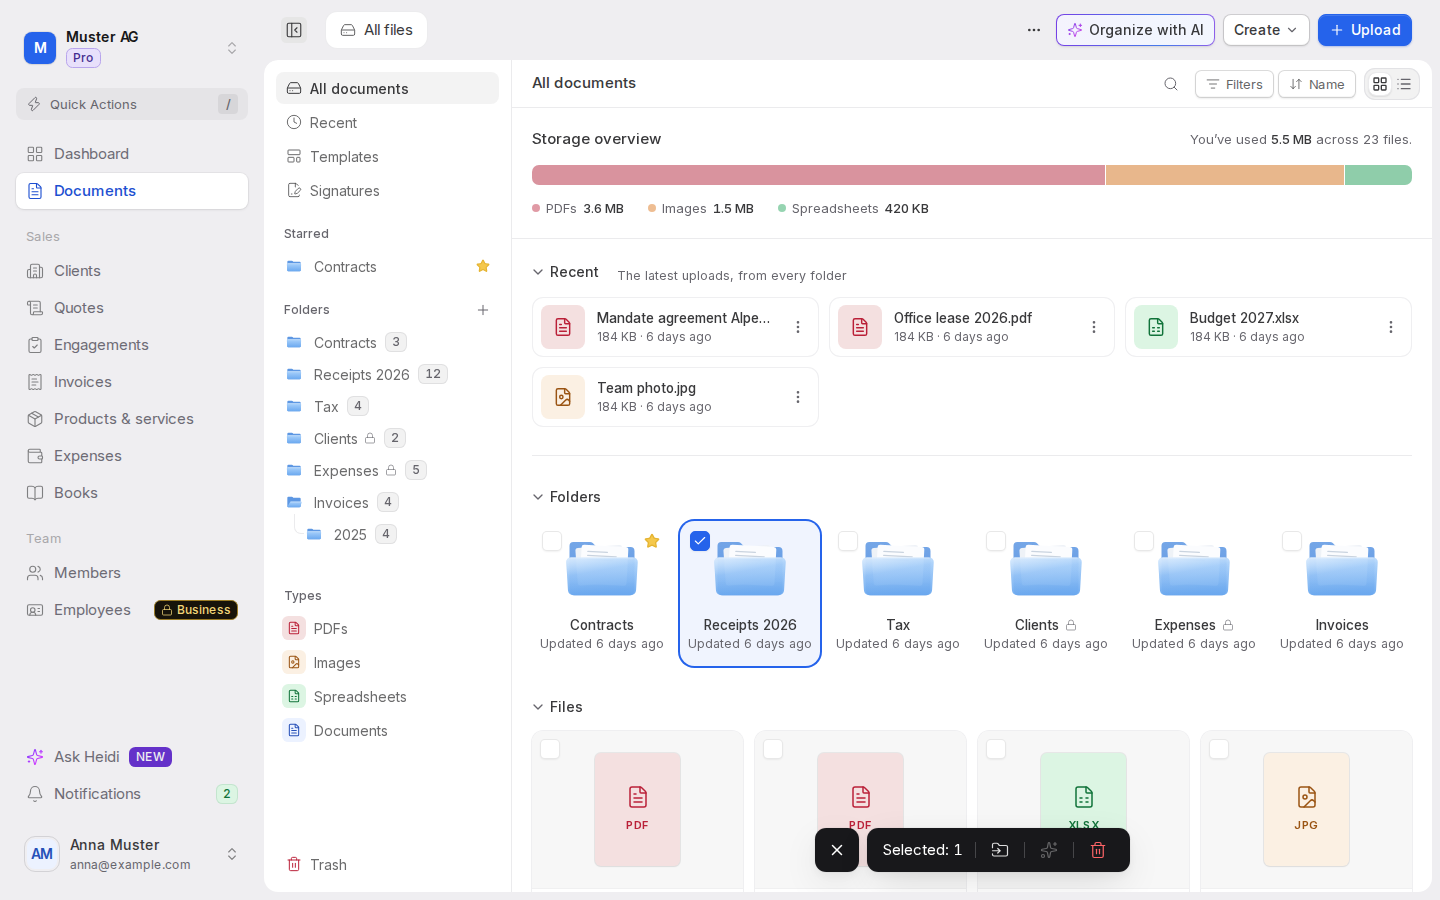 Muster AG
Pro
Quick Actions /
Dashboard
Documents
Sales
Clients
Quotes
Engagements
Invoices
Products & services
Expenses
Books
Team
Members
Employees Business
Ask Heidi NEW
Notifications 2
AM Anna Muster
anna@example.com
M
All files
Organize with AI
Create
Upload
All documents
Recent
Templates
Signatures
Starred
Contracts
Folders
Contracts 3
Receipts 2026 12
Tax 4
Clients 2
Expenses 5
Invoices 4
2025 4
Types
PDFs
Images
Spreadsheets
Documents
Trash
All documents
Filters
Name
Storage overview
You've used 5.5 MB across 23 files.
PDFs 3.6 MB Images 1.5 MB Spreadsheets 420 KB
Recent The latest uploads, from every folder
Mandate agreement Alpe...
184 KB · 6 days ago
Office lease 2026.pdf
184 KB · 6 days ago
Budget 2027.xlsx
184 KB · 6 days ago
Team photo.jpg
184 KB · 6 days ago
Folders
Contracts
Updated 6 days ago
Receipts 2026
Updated 6 days ago
Tax
Updated 6 days ago
Clients
Updated 6 days ago
Expenses
Updated 6 days ago
Invoices
Updated 6 days ago
Files
PDF
PDF
XLSX
JPG
Selected: 1